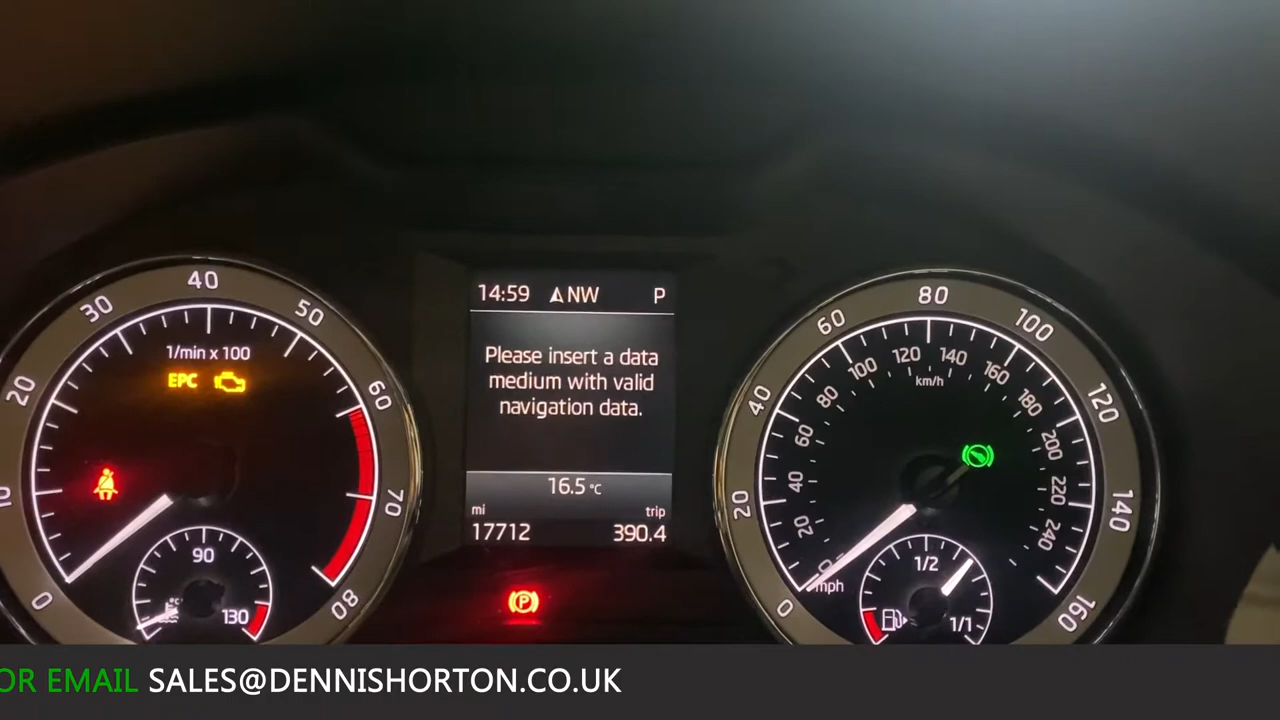 14:59 NW P
Please insert a data
medium with valid
navigation data.
16.5 °C
mi trip
17712 390.4
0 10 20 30 40 50 60 70 80
1/min x 100
EPC
90 130
°C
P
0 20 40 60 80 100 120 140 160
mph
20 40 60 80 100 120 140 160 180 200 220 240
km/h
1/2 1/1
OR EMAIL SALES@DENNISHORTON.CO.UK